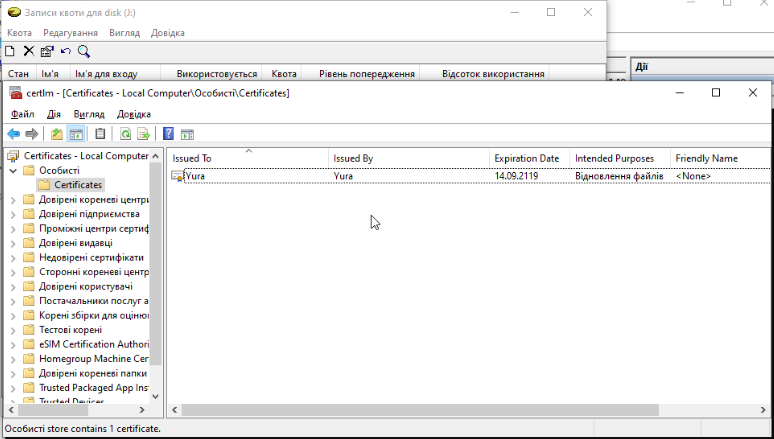 Записи квоти для disk (J:)
Квота Редагування Вигляд Довідка
Стан Ім'я Ім'я для входу Використовується Квота Рівень попередження Відсоток використання
Дії
certlm - [Certificates - Local Computer\Особисті\Certificates]
Файл Дія Вигляд Довідка
Certificates - Local Computer
Особисті
Certificates
Довірені кореневі центри
Довірені підприємства
Проміжні центри сертиф
Довірені видавці
Недовірені сертифікати
Сторонні кореневі центр
Довірені користувачі
Постачальники послуг а
Корені збірки для оціню
Тестові корені
eSIM Certification Authori
Homegroup Machine Cer
Довірені кореневі папки
Trusted Packaged App Inst
Trusted Devices
Issued To Issued By Expiration Date Intended Purposes Friendly Name
Yura Yura 14.09.2119 Відновлення файлів <None>
Особисті store contains 1 certificate.